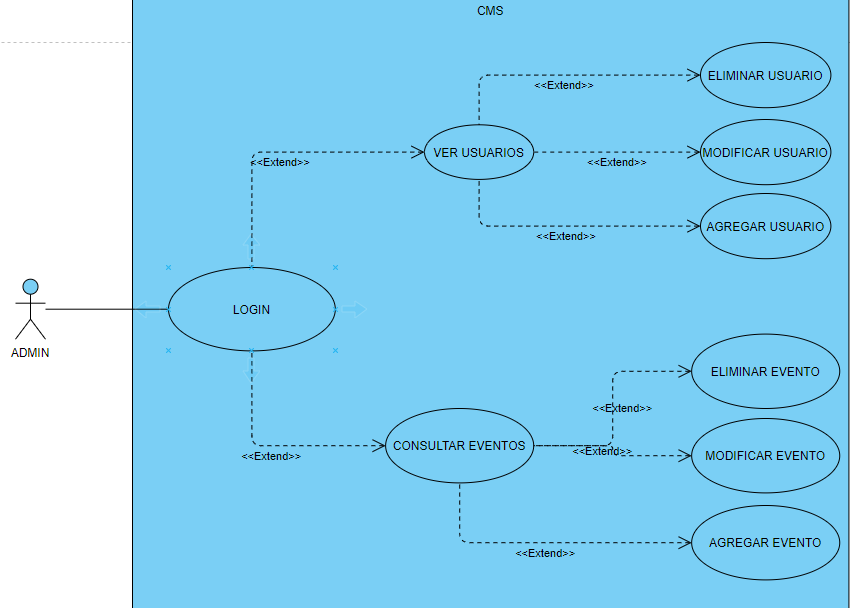 CMS
ELIMINAR USUARIO
<<Extend>>
VER USUARIOS
MODIFICAR USUARIO
<<Extend>>
<<Extend>>
AGREGAR USUARIO
<<Extend>>
LOGIN
ADMIN
ELIMINAR EVENTO
<<Extend>>
CONSULTAR EVENTOS
<<Extend>>
<<Extend>>
MODIFICAR EVENTO
AGREGAR EVENTO
<<Extend>>